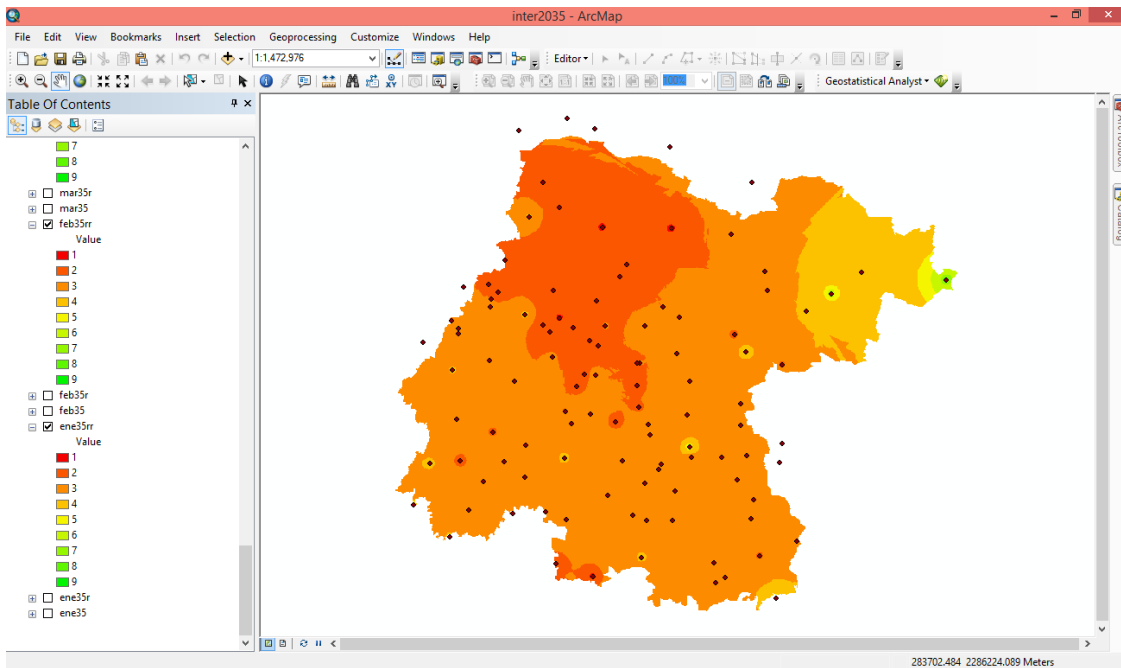 inter2035 - ArcMap
File Edit View Bookmarks Insert Selection Geoprocessing Customize Windows Help
1:1,472,976 Editor
100% Geostatistical Analyst
Table Of Contents
7
8
9
mar35r
mar35
feb35rr
Value
1
2
3
4
5
6
7
8
9
feb35r
feb35
ene35rr
Value
1
2
3
4
5
6
7
8
9
ene35r
ene35
283702.484 2286224.089 Meters